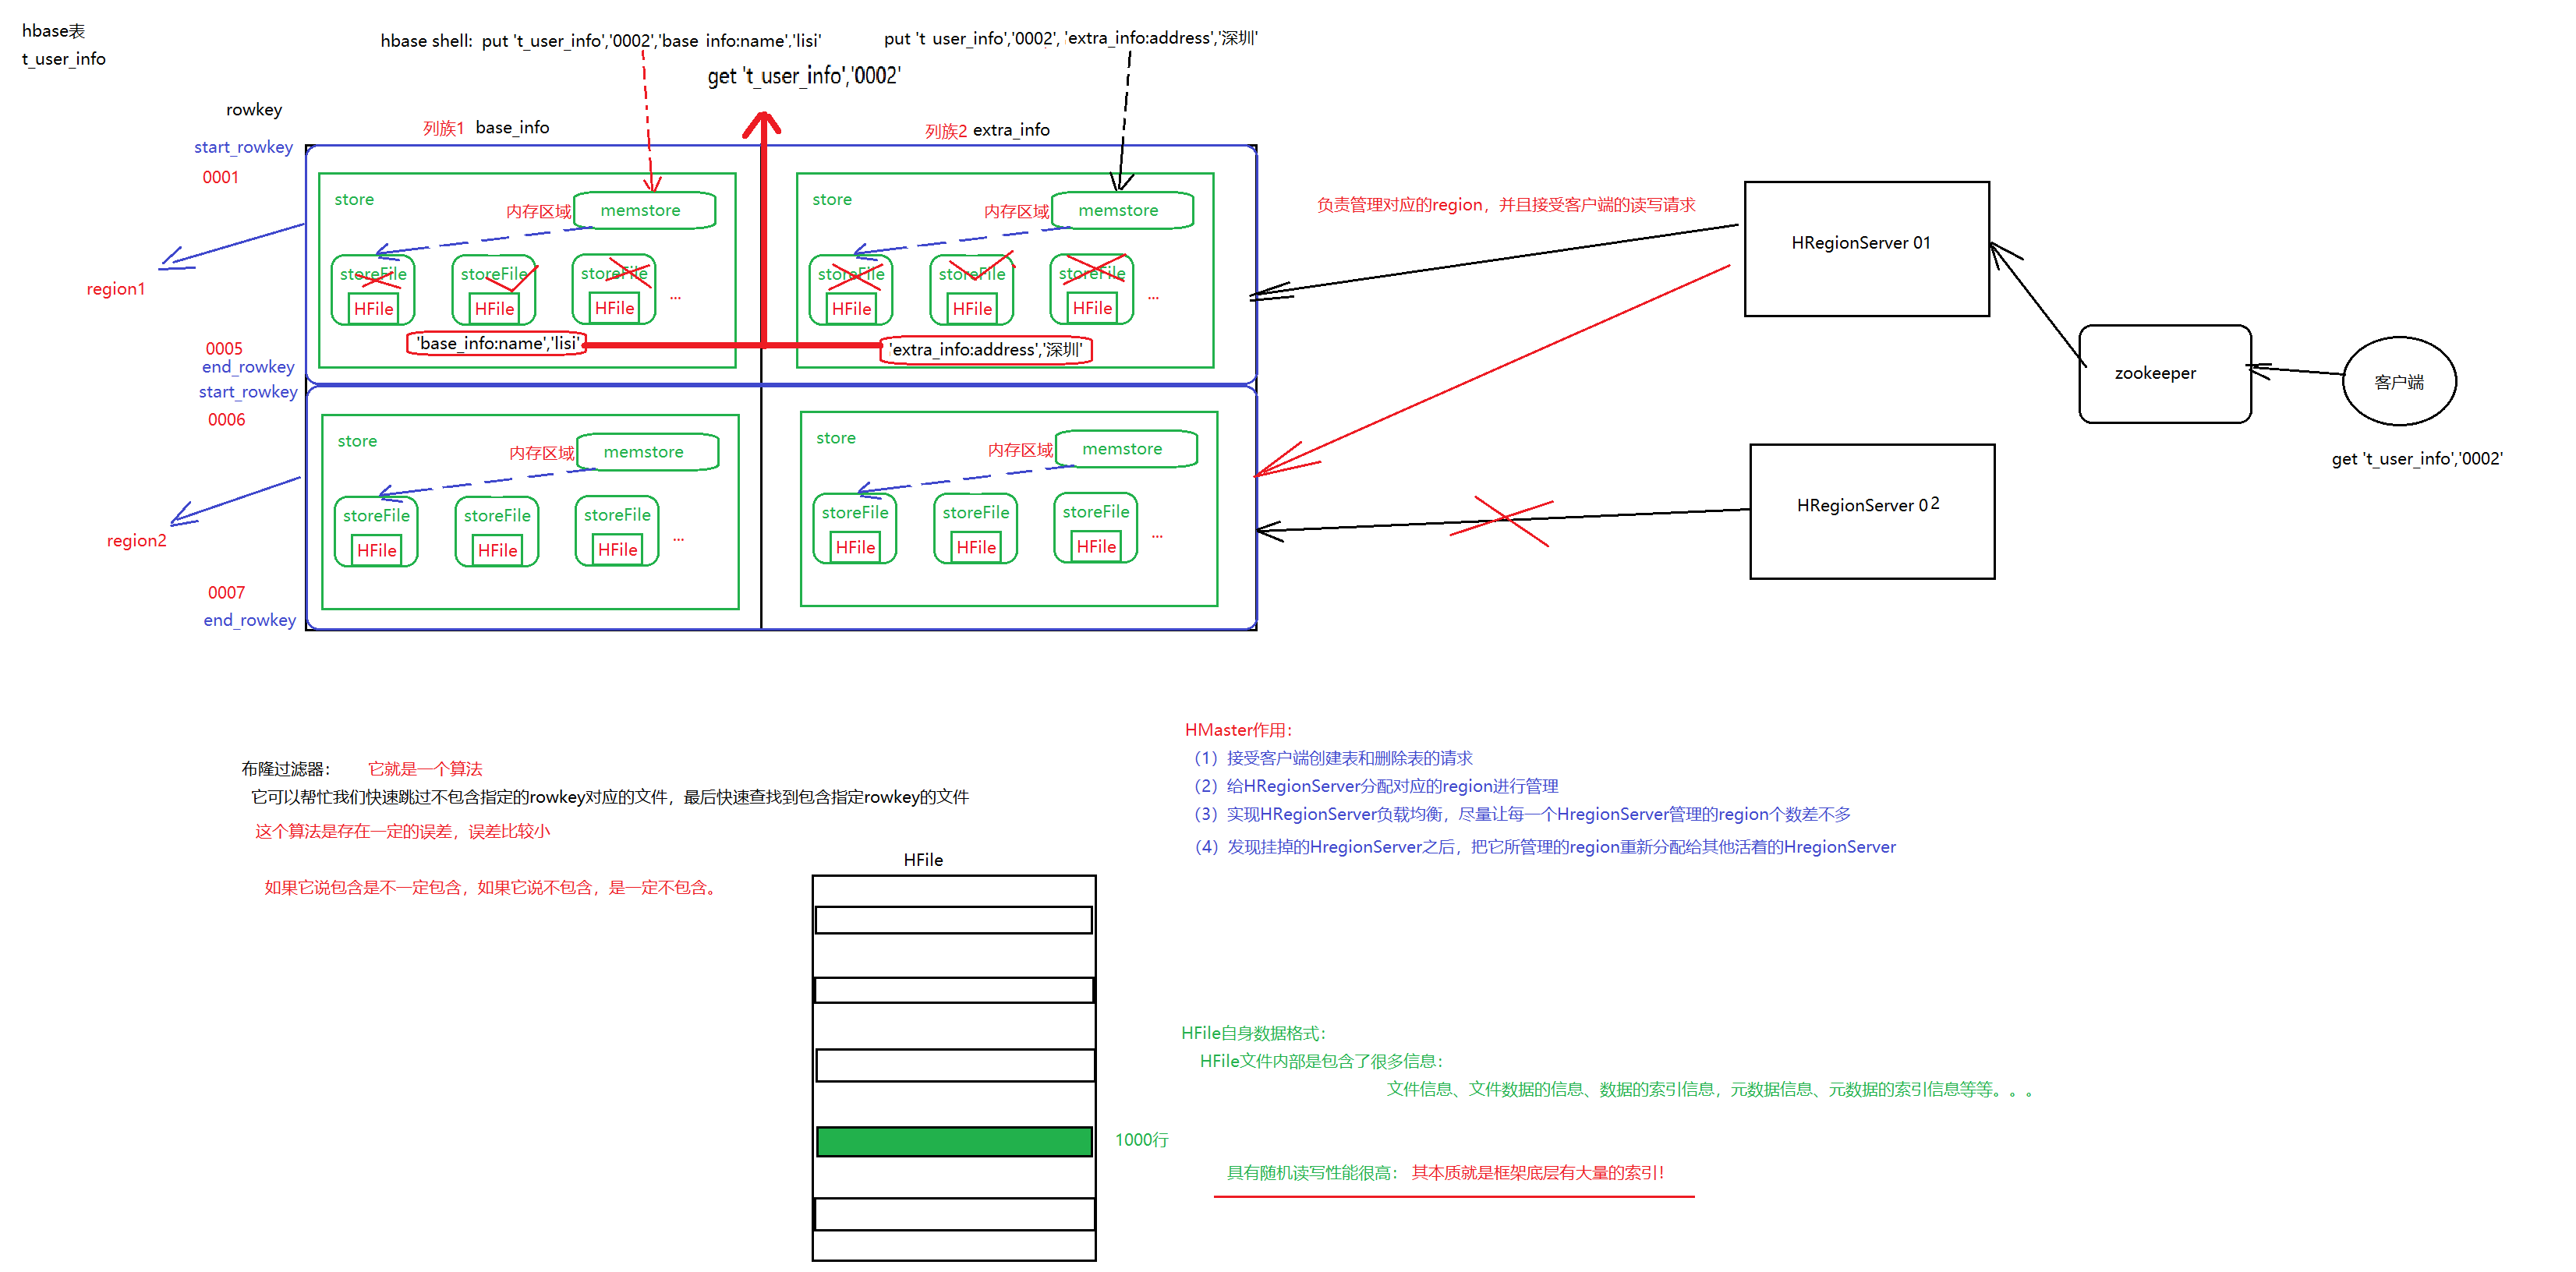 hbase表
t_user_info
hbase shell:  put 't_user_info','0002','base info:name','lisi'
put 't user_info','0002', 'extra_info:address','深圳'
get 't_user_info','0002'
rowkey
列族1 base_info
列族2 extra_info
start_rowkey
0001
store
内存区域 memstore
storeFile storeFile storeFile
HFile HFile HFile ...
'base_info:name','lisi'
store
内存区域 memstore
storeFile storeFile storeFile
HFile HFile HFile ...
'extra_info:address','深圳'
region1
0005
end_rowkey
start_rowkey
0006
store
内存区域 memstore
storeFile storeFile storeFile
HFile HFile HFile ...
store
内存区域 memstore
storeFile storeFile storeFile
HFile HFile HFile ...
region2
0007
end_rowkey
负责管理对应的region，并且接受客户端的读写请求
HRegionServer 01
zookeeper
客户端
get 't_user_info','0002'
HRegionServer 02
HMaster作用：
（1）接受客户端创建表和删除表的请求
（2）给HRegionServer分配对应的region进行管理
（3）实现HRegionServer负载均衡，尽量让每一个HregionServer管理的region个数差不多
（4）发现挂掉的HregionServer之后，把它所管理的region重新分配给其他活着的HregionServer
布隆过滤器： 它就是一个算法
它可以帮忙我们快速跳过不包含指定的rowkey对应的文件，最后快速查找到包含指定rowkey的文件
这个算法是存在一定的误差，误差比较小
如果它说包含是不一定包含，如果它说不包含，是一定不包含。
HFile
1000行
HFile自身数据格式：
HFile文件内部是包含了很多信息：
文件信息、文件数据的信息、数据的索引信息，元数据信息、元数据的索引信息等等。。。
具有随机读写性能很高： 其本质就是框架底层有大量的索引！